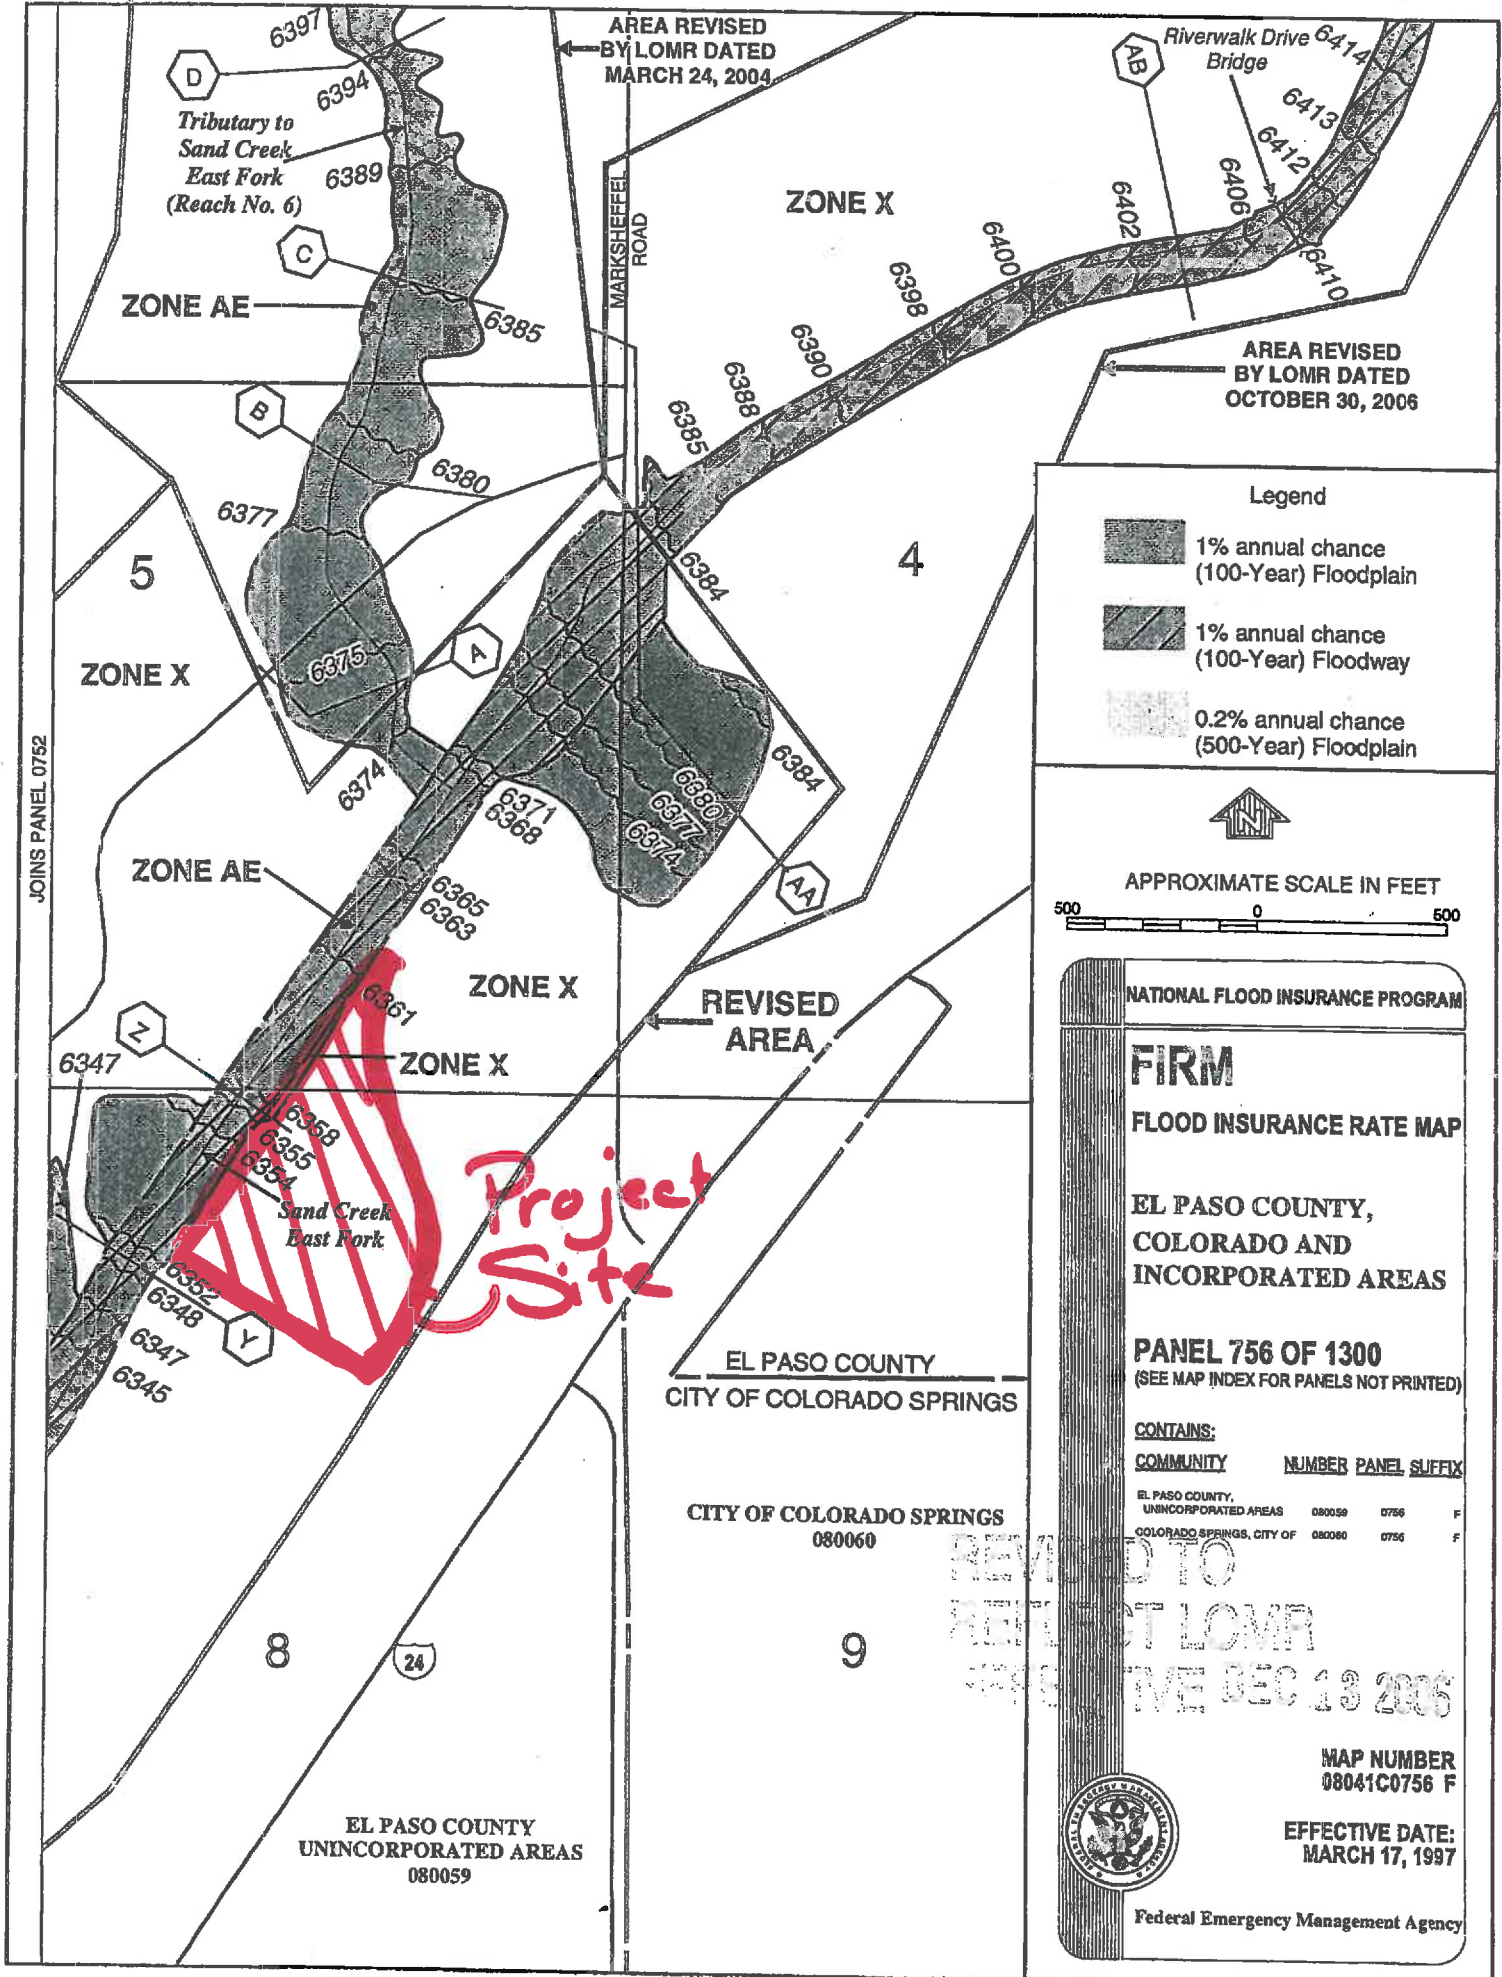 6397
D
6394
Tributary to
Sand Creek
East Fork
(Reach No. 6)
6389
C
ZONE AE
6385
B
6380
6377
5
ZONE X
6375
A
6374
AREA REVISED
BY LOMR DATED
MARCH 24, 2004
MARKSHEFFEL
ROAD
ZONE X
AB
Riverwalk Drive
Bridge
6414
6413
6412
6406
6402
6410
6400
6398
6390
6388
6385
AREA REVISED
BY LOMR DATED
OCTOBER 30, 2006
6384
4
6384
6380
6377
6374
6371
6368
AA
JOINS PANEL 0752
ZONE AE
6365
6363
ZONE X
6361
ZONE X
Z
6347
6358
6355
6354
Sand Creek
East Fork
6352
6348
Y
6347
6345
Project
Site
REVISED
AREA
EL PASO COUNTY
CITY OF COLORADO SPRINGS
CITY OF COLORADO SPRINGS
080060
8
24
9
EL PASO COUNTY
UNINCORPORATED AREAS
080059
Legend
1% annual chance
(100-Year) Floodplain
1% annual chance
(100-Year) Floodway
0.2% annual chance
(500-Year) Floodplain
N
APPROXIMATE SCALE IN FEET
500 0 500
NATIONAL FLOOD INSURANCE PROGRAM
FIRM
FLOOD INSURANCE RATE MAP
EL PASO COUNTY,
COLORADO AND
INCORPORATED AREAS
PANEL 756 OF 1300
(SEE MAP INDEX FOR PANELS NOT PRINTED)
CONTAINS:
COMMUNITY NUMBER PANEL SUFFIX
EL PASO COUNTY,
UNINCORPORATED AREAS 080059 0756 F
COLORADO SPRINGS, CITY OF 080060 0756 F
REVISED TO
REFLECT LOMR
EFFECTIVE DEC 13 2006
MAP NUMBER
08041C0756 F
EFFECTIVE DATE:
MARCH 17, 1997
Federal Emergency Management Agency